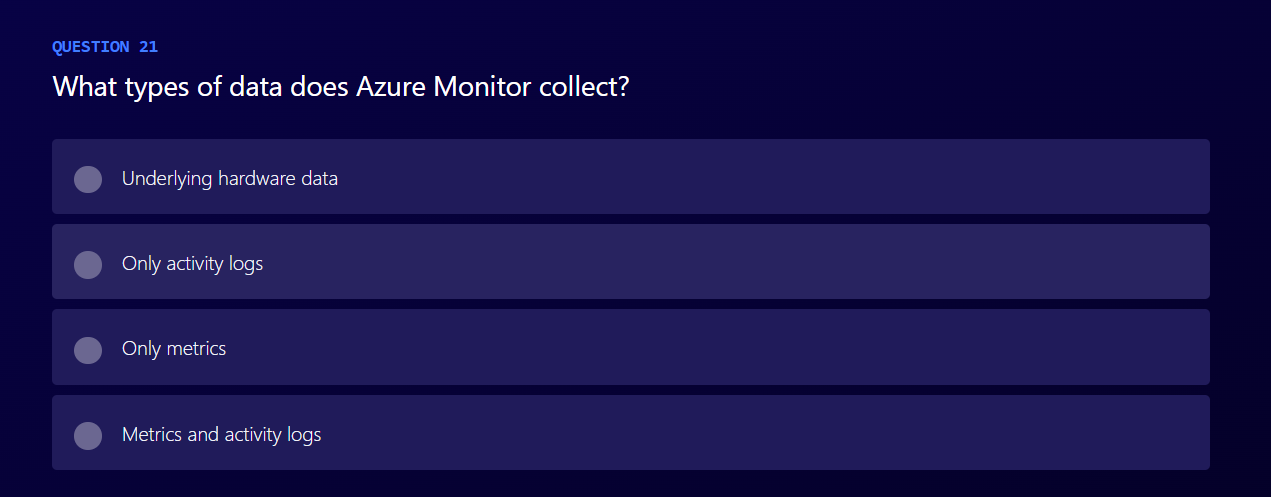 QUESTION 21
What types of data does Azure Monitor collect?
Underlying hardware data
Only activity logs
Only metrics
Metrics and activity logs